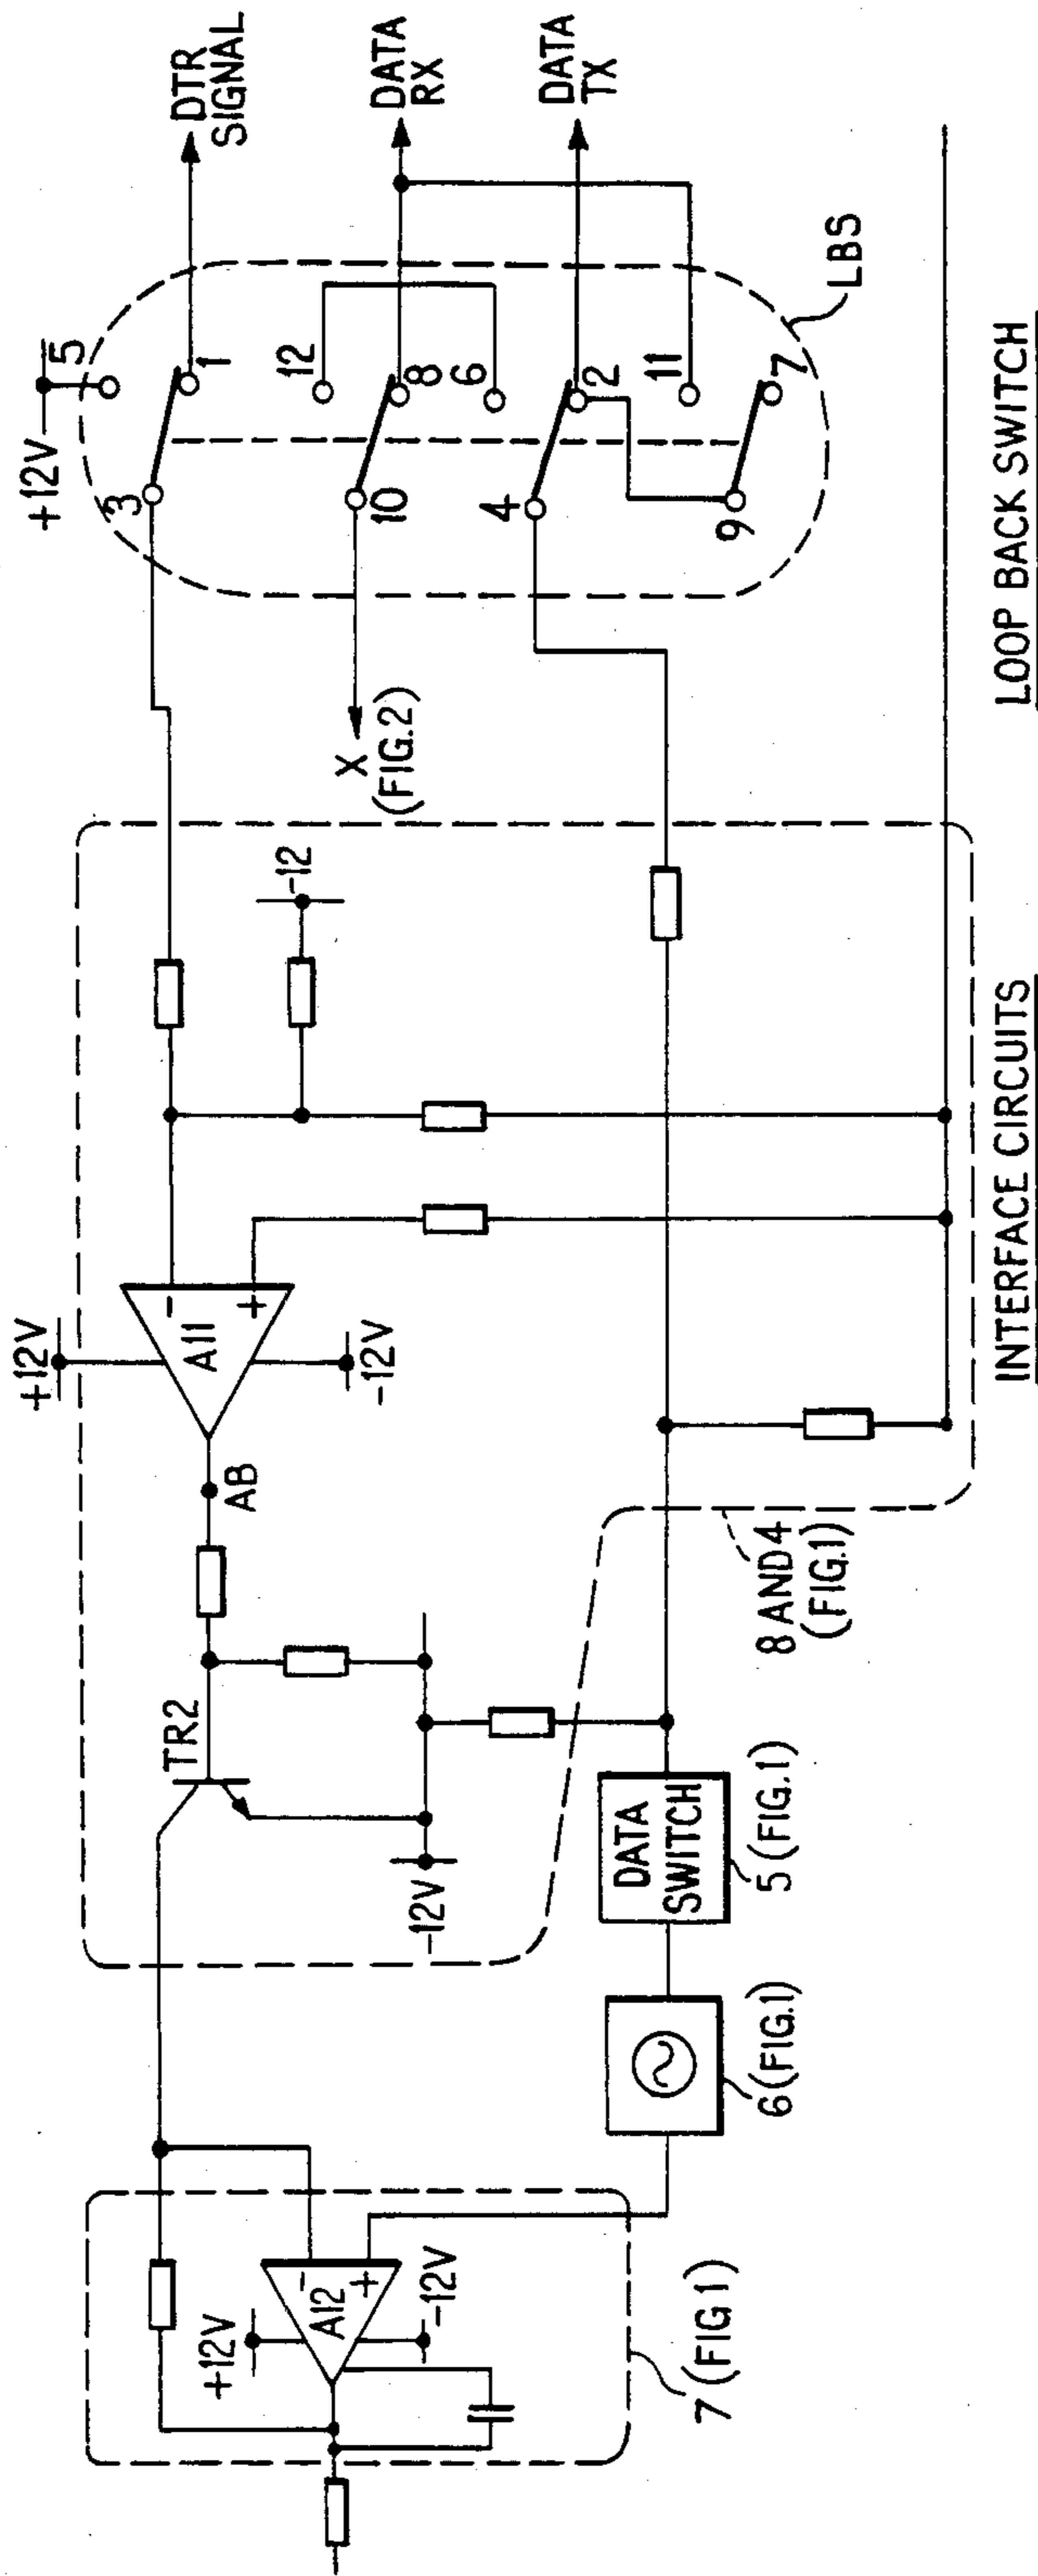 +12V
5
3
1
DTR
SIGNAL
12
10
8
DATA
RX
6
4
2
DATA
TX
11
9
7
LBS
X
(FIG.2)
LOOP BACK SWITCH
+12V
-
+
A11
-12V
-12
AB
TR2
-12V
8 AND 4
(FIG.1)
INTERFACE CIRCUITS
DATA
SWITCH
5 (FIG.1)
6 (FIG.1)
+12V
-
+
A12
-12V
7 (FIG 1)